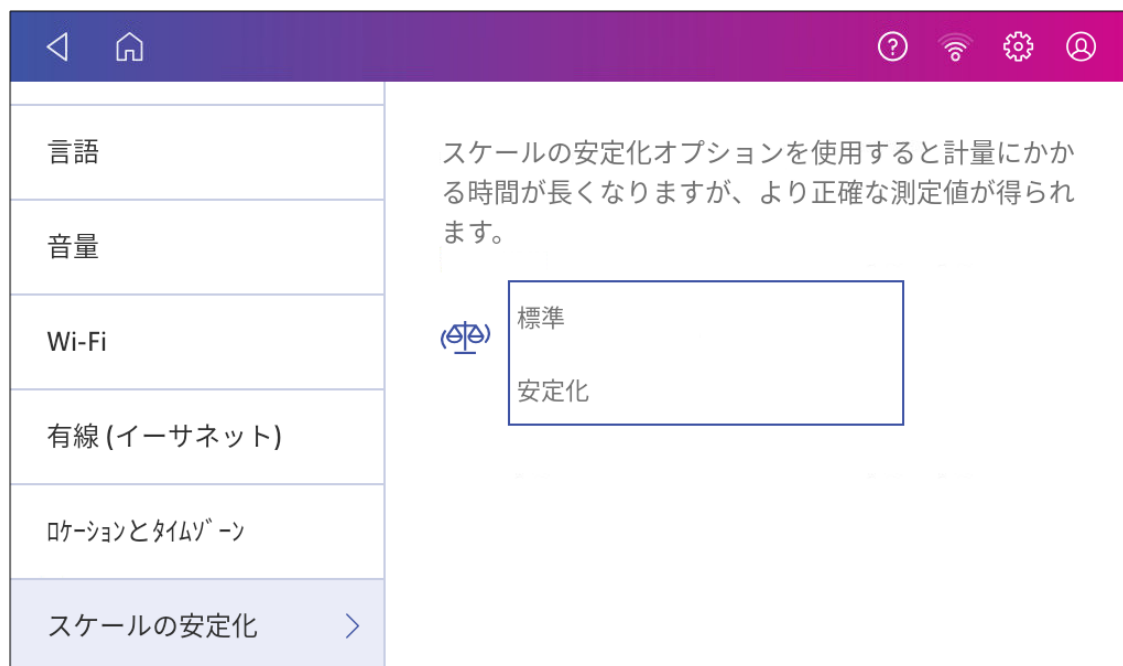 言語
音量
Wi-Fi
有線 (イーサネット)
ﾛｹｰｼｮﾝとﾀｲﾑｿﾞｰﾝ
スケールの安定化
スケールの安定化オプションを使用すると計量にかか
る時間が長くなりますが、より正確な測定値が得られ
ます。
標準
安定化